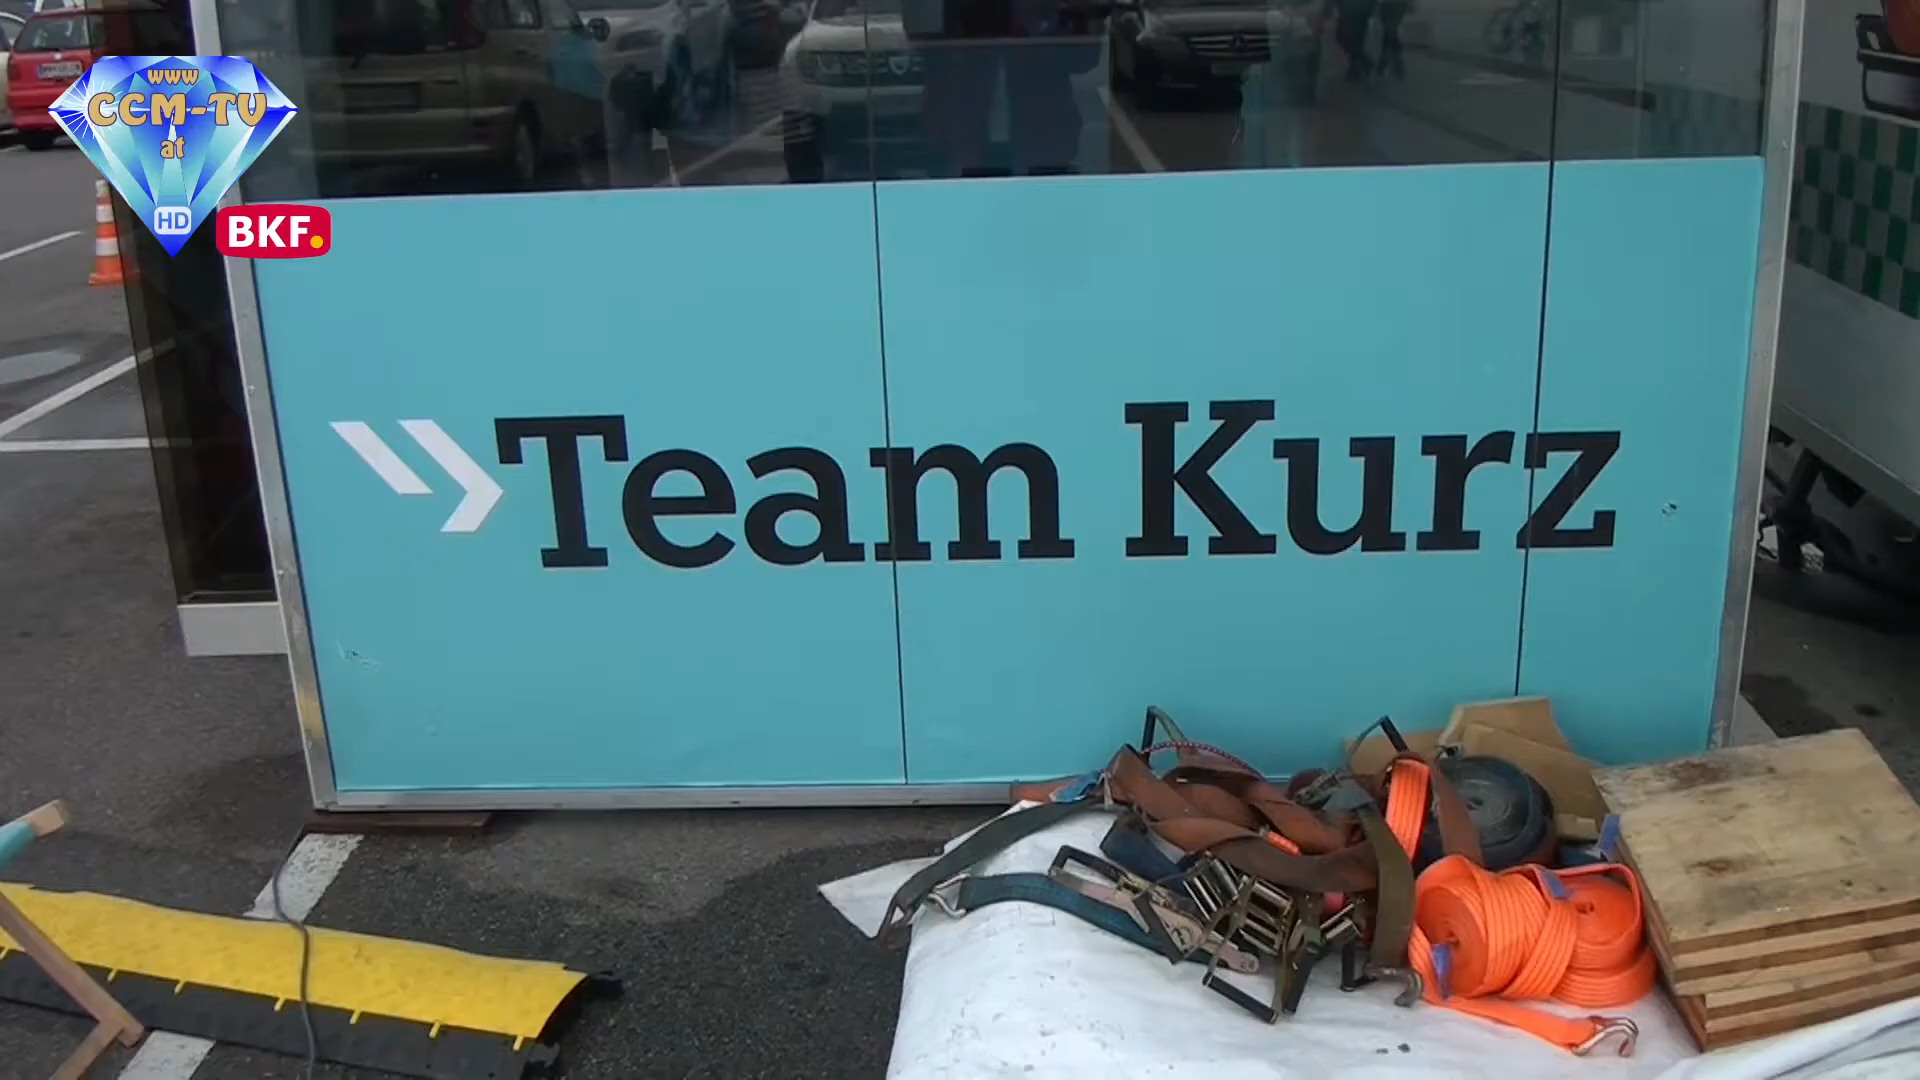 www
CCM-TV
at
HD
BKF.
»Team Kurz